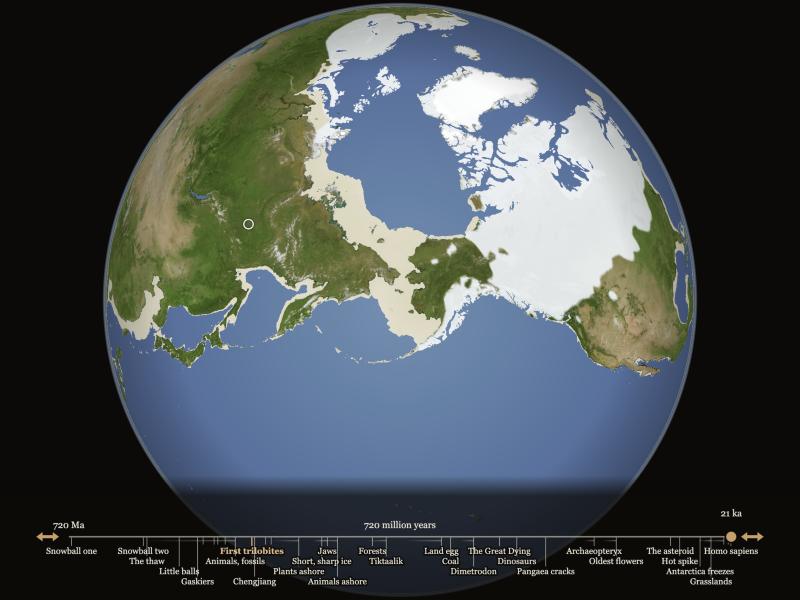 21 ka
720 Ma
720 million years
Snowball one
Snowball two
First trilobites
Jaws
Forests
Land egg
The Great Dying
Archaeopteryx
The asteroid
Homo sapiens
The thaw
Animals, fossils
Short, sharp ice
Tiktaalik
Coal
Dinosaurs
Oldest flowers
Hot spike
Little balls
Plants ashore
Dimetrodon
Pangaea cracks
Antarctica freezes
Gaskiers
Chengjiang
Animals ashore
Grasslands